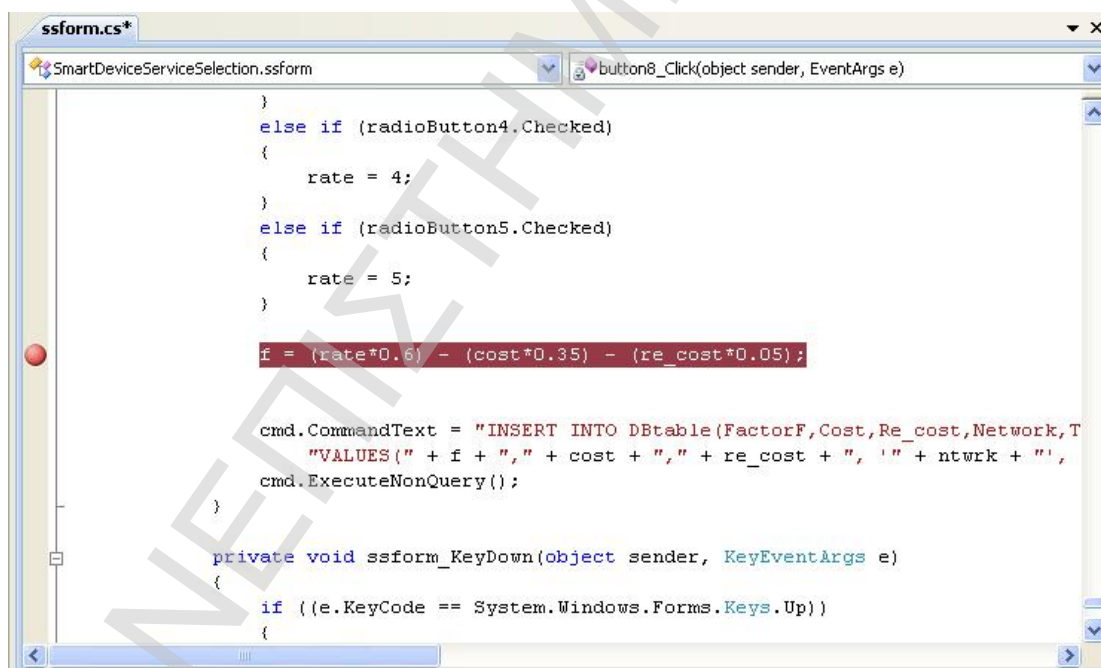 ssform.cs*
SmartDeviceServiceSelection.ssform
button8_Click(object sender, EventArgs e)
}
else if (radioButton4.Checked)
{
rate = 4;
}
else if (radioButton5.Checked)
{
rate = 5;
}
f = (rate*0.6) - (cost*0.35) - (re_cost*0.05);
cmd.CommandText = "INSERT INTO DBtable(FactorF,Cost,Re_cost,Network,T
"VALUES(" + f + "," + cost + "," + re_cost + ", '" + ntwrk + "',
cmd.ExecuteNonQuery();
}
private void ssform_KeyDown(object sender, KeyEventArgs e)
{
if ((e.KeyCode == System.Windows.Forms.Keys.Up))
{
ΝΕΠΙΣΤΗΜ